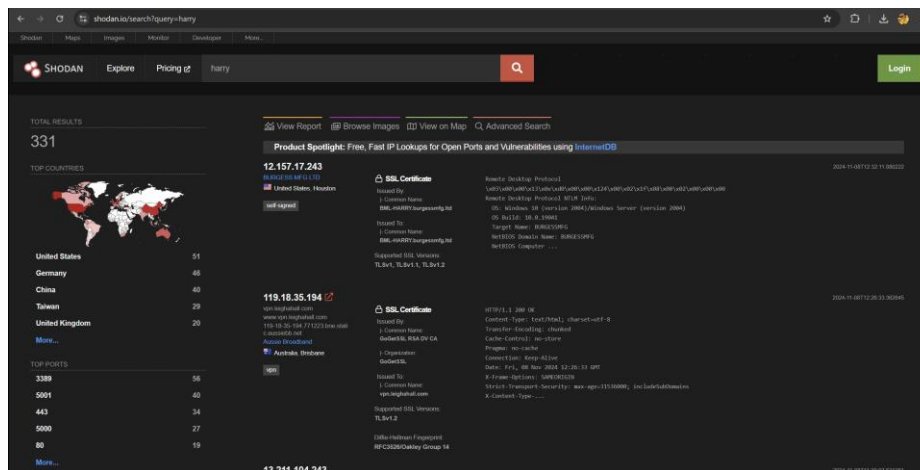 shodan.io/search?query=harry
Shodan Maps Images Monitor Developer More...
SHODAN Explore Pricing harry Login
TOTAL RESULTS
331
TOP COUNTRIES
United States 51
Germany 46
China 40
Taiwan 29
United Kingdom 20
More...
TOP PORTS
3389 56
5001 40
443 34
5000 27
80 19
More...
View Report Browse Images View on Map Advanced Search
Product Spotlight: Free, Fast IP Lookups for Open Ports and Vulnerabilities using InternetDB
12.157.17.243
BURGESS MFG LTD
United States, Houston
self-signed
SSL Certificate
Issued By:
|- Common Name:
BML-HARRY.burgessmfg.ltd
Issued To:
|- Common Name:
BML-HARRY.burgessmfg.ltd
Supported SSL Versions:
TLSv1, TLSv1.1, TLSv1.2
Remote Desktop Protocol
Remote Desktop Protocol NTLM Info:
OS: Windows 10 (version 2004)/Windows Server (version 2004)
OS Build: 10.0.19041
Target Name: BURGESSMFG
NetBIOS Domain Name: BURGESSMFG
NetBIOS Computer ...
119.18.35.194
vpn.leighahall.com
www.vpn.leighahall.com
Aussie Broadband
Australia, Brisbane
vpn
SSL Certificate
Issued By:
|- Common Name:
GoGetSSL RSA DV CA
|- Organization:
GoGetSSL
Issued To:
|- Common Name:
vpn.leighahall.com
Supported SSL Versions:
TLSv1.2
Diffie-Hellman Fingerprint:
RFC3526/Oakley Group 14
HTTP/1.1 200 OK
Content-Type: text/html; charset=utf-8
Transfer-Encoding: chunked
Cache-Control: no-store
Pragma: no-cache
Connection: Keep-Alive
Date: Fri, 08 Nov 2024 12:26:33 GMT
X-Frame-Options: SAMEORIGIN
Strict-Transport-Security: max-age=31536000; includeSubDomains
X-Content-Type-...
13.211.104.243